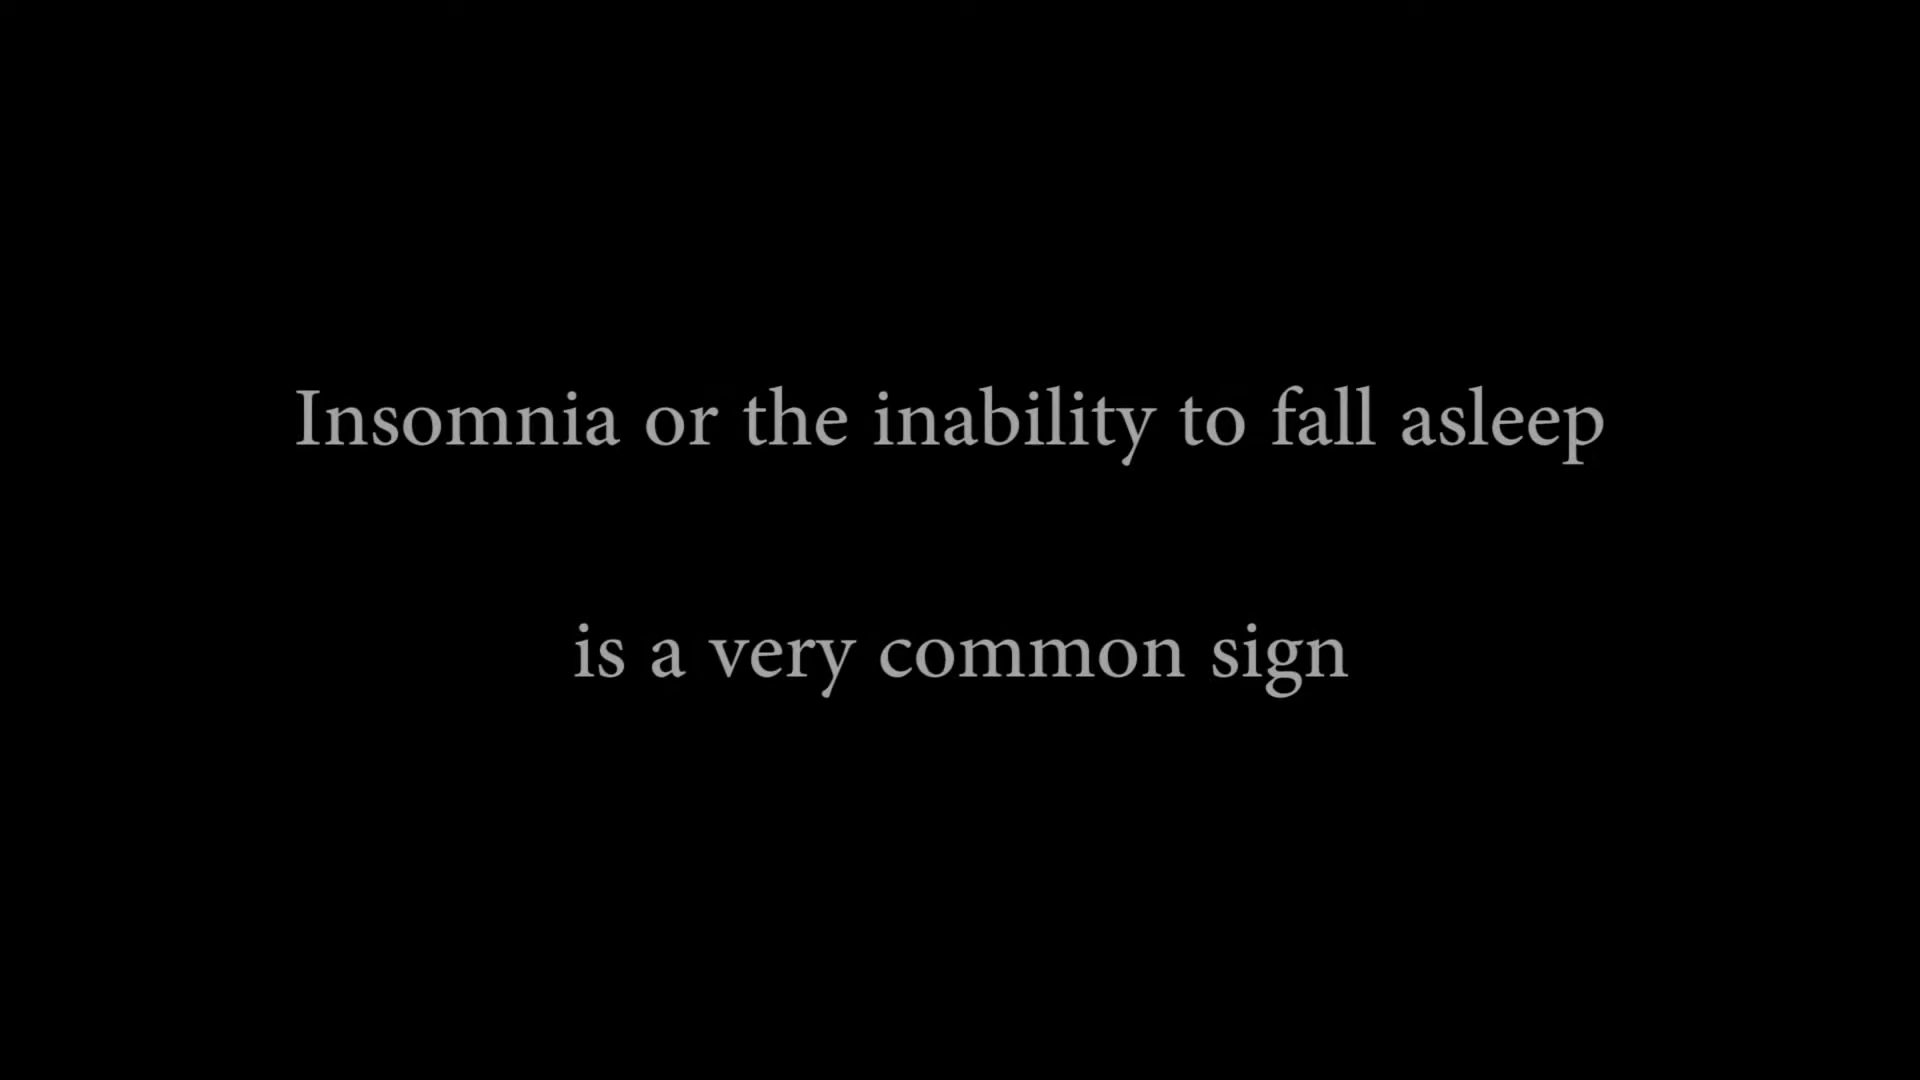 Insomnia or the inability to fall asleep
is a very common sign